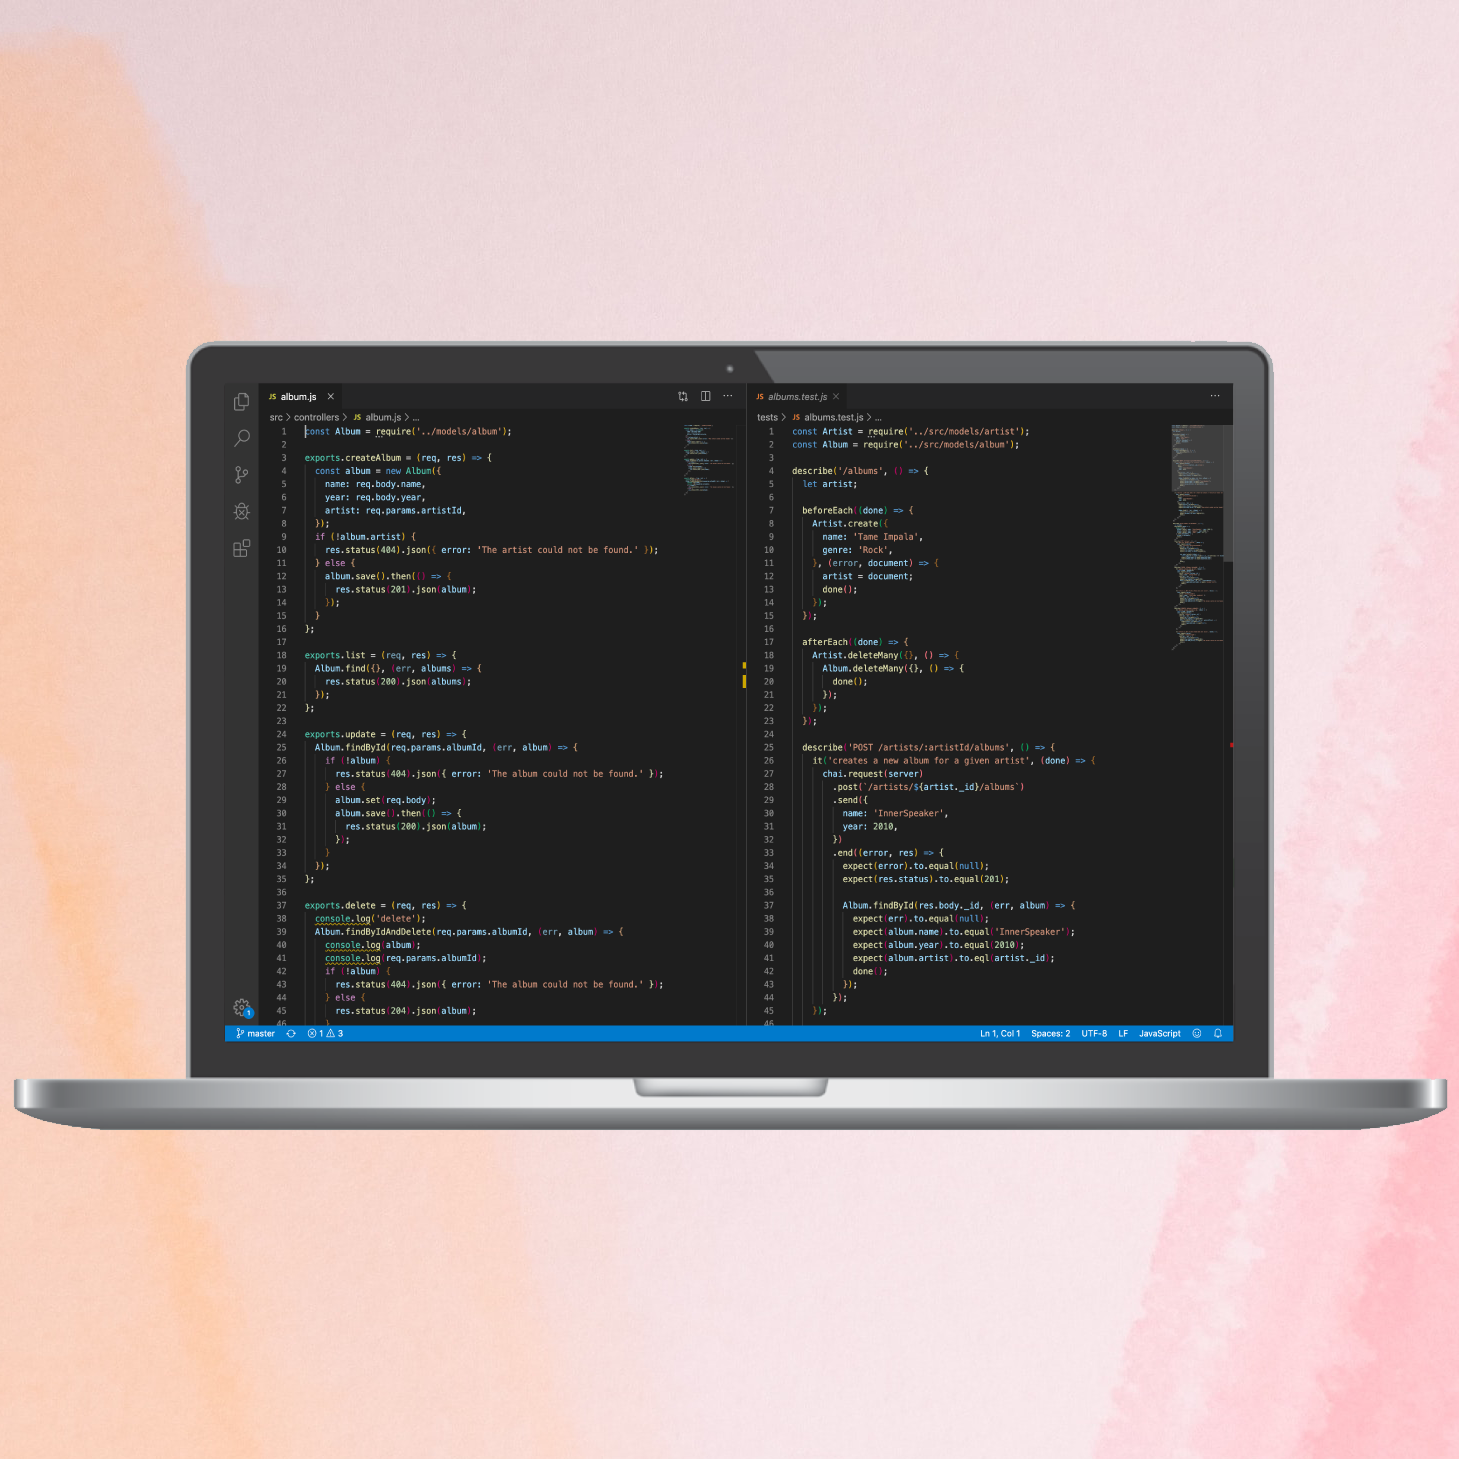 JS album.js ×
src > controllers > JS album.js > ...
1 const Album = require('../models/album');
2
3 exports.createAlbum = (req, res) => {
4 const album = new Album({
5 name: req.body.name,
6 year: req.body.year,
7 artist: req.params.artistId,
8 });
9 if (!album.artist) {
10 res.status(404).json({ error: 'The artist could not be found.' });
11 } else {
12 album.save().then(() => {
13 res.status(201).json(album);
14 });
15 }
16 };
17
18 exports.list = (req, res) => {
19 Album.find({}, (err, albums) => {
20 res.status(200).json(albums);
21 });
22 };
23
24 exports.update = (req, res) => {
25 Album.findById(req.params.albumId, (err, album) => {
26 if (!album) {
27 res.status(404).json({ error: 'The album could not be found.' });
28 } else {
29 album.set(req.body);
30 album.save().then(() => {
31 res.status(200).json(album);
32 });
33 }
34 });
35 };
36
37 exports.delete = (req, res) => {
38 console.log('delete');
39 Album.findByIdAndDelete(req.params.albumId, (err, album) => {
40 console.log(album);
41 console.log(req.params.albumId);
42 if (!album) {
43 res.status(404).json({ error: 'The album could not be found.' });
44 } else {
45 res.status(204).json(album);
46 }
JS albums.test.js ×
tests > JS albums.test.js > ...
1 const Artist = require('../src/models/artist');
2 const Album = require('../src/models/album');
3
4 describe('/albums', () => {
5 let artist;
6
7 beforeEach((done) => {
8 Artist.create({
9 name: 'Tame Impala',
10 genre: 'Rock',
11 }, (error, document) => {
12 artist = document;
13 done();
14 });
15 });
16
17 afterEach((done) => {
18 Artist.deleteMany({}, () => {
19 Album.deleteMany({}, () => {
20 done();
21 });
22 });
23 });
24
25 describe('POST /artists/:artistId/albums', () => {
26 it('creates a new album for a given artist', (done) => {
27 chai.request(server)
28 .post(`/artists/${artist._id}/albums`)
29 .send({
30 name: 'InnerSpeaker',
31 year: 2010,
32 })
33 .end((error, res) => {
34 expect(error).to.equal(null);
35 expect(res.status).to.equal(201);
36
37 Album.findById(res.body._id, (err, album) => {
38 expect(err).to.equal(null);
39 expect(album.name).to.equal('InnerSpeaker');
40 expect(album.year).to.equal(2010);
41 expect(album.artist).to.eql(artist._id);
42 done();
43 });
44 });
45 });
46
1
master 1 3 Ln 1, Col 1 Spaces: 2 UTF-8 LF JavaScript